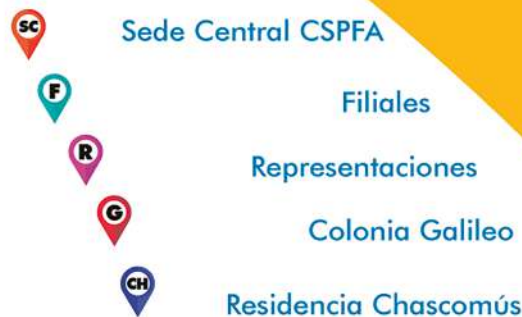 SC Sede Central CSPFA
F Filiales
R Representaciones
G Colonia Galileo
CH Residencia Chascomús